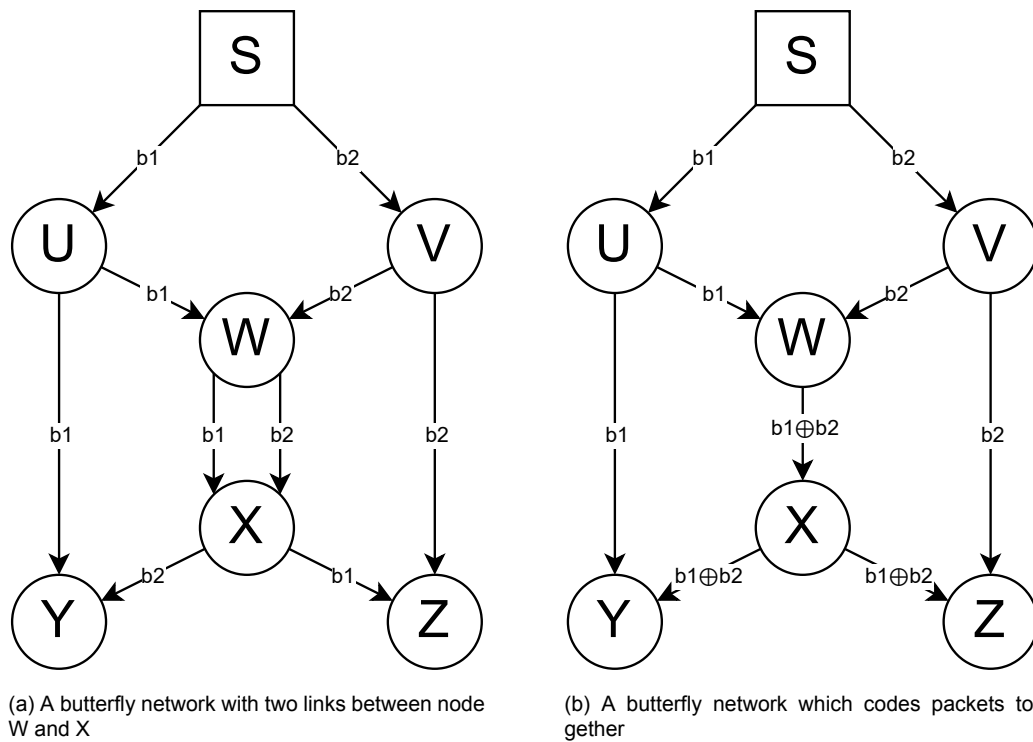 S
S
b1
b2
b1
b2
U
V
U
V
b1
b2
b1
b2
W
W
b1
b1
b2
b2
b1
b1⊕b2
b2
X
X
b2
b1
b1⊕b2
b1⊕b2
Y
Z
Y
Z
(a) A butterfly network with two links between node
W and X
(b) A butterfly network which codes packets to
gether